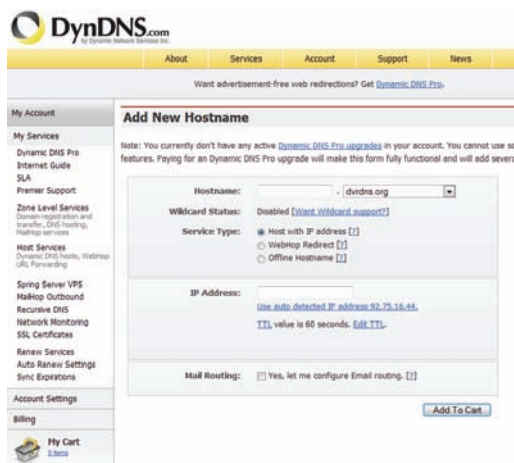 DynDNS.com
by Dynamic Network Services Inc.
About Services Account Support News
Want advertisement-free web redirections? Get Dynamic DNS Pro.
My Account
My Services
Dynamic DNS Pro
Internet Guide
SLA
Premier Support
Zone Level Services
Domain registration and
transfer, DNS hosting,
MailHop services
Host Services
Dynamic DNS hosts, WebHop
URL Forwarding
Spring Server VPS
MailHop Outbound
Recursive DNS
Network Monitoring
SSL Certificates
Renew Services
Auto Renew Settings
Sync Expirations
Account Settings
Billing
My Cart
0 items
Add New Hostname
Note: You currently don't have any active Dynamic DNS Pro upgrades in your account. You cannot use so
features. Paying for an Dynamic DNS Pro upgrade will make this form fully functional and will add several
Hostname: . dvrdns.org
Wildcard Status: Disabled [Want Wildcard support?]
Service Type: Host with IP address [?]
WebHop Redirect [?]
Offline Hostname [?]
IP Address:
Use auto detected IP address 92.75.16.44.
TTL value is 60 seconds. Edit TTL.
Mail Routing: Yes, let me configure Email routing. [?]
Add To Cart